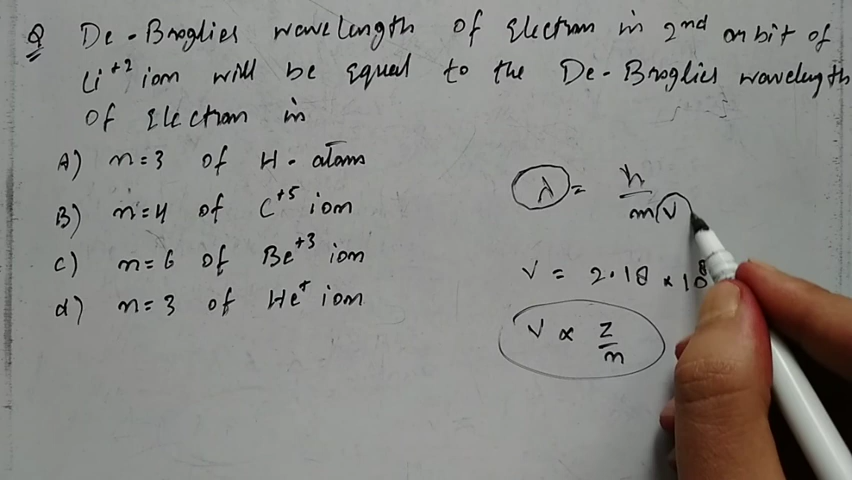 Q De-Broglies wavelength of Electron in 2nd orbit of
Li+2 ion will be equal to the De-Broglies wavelength
of Electron in
A) n=3 of H-atoms
B) n=4 of C+5 ion
c) n=6 of Be+3 ion
d) n=3 of He+ ion
λ = h/mv
v = 2.18 × 108
v ∝ z/n